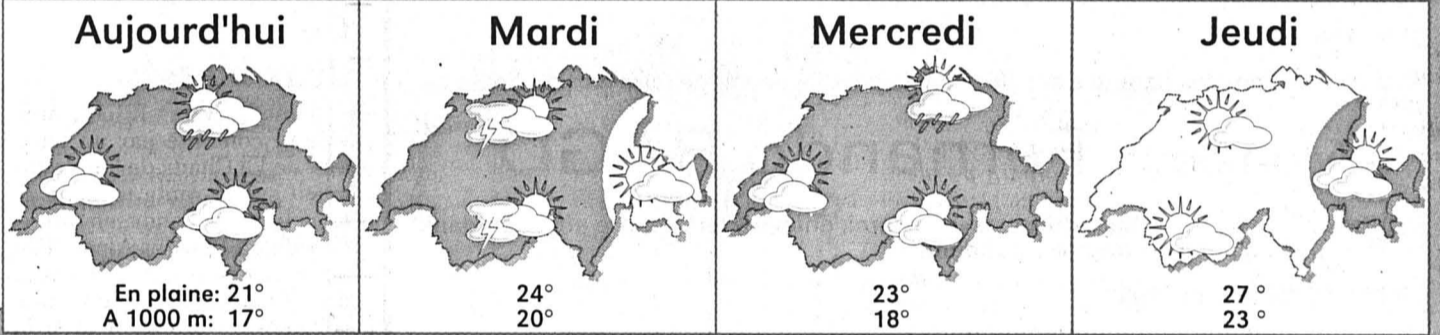 Aujourd'hui
En plaine: 21°
A 1000 m: 17°
Mardi
24°
20°
Mercredi
23°
18°
Jeudi
27 °
23 °